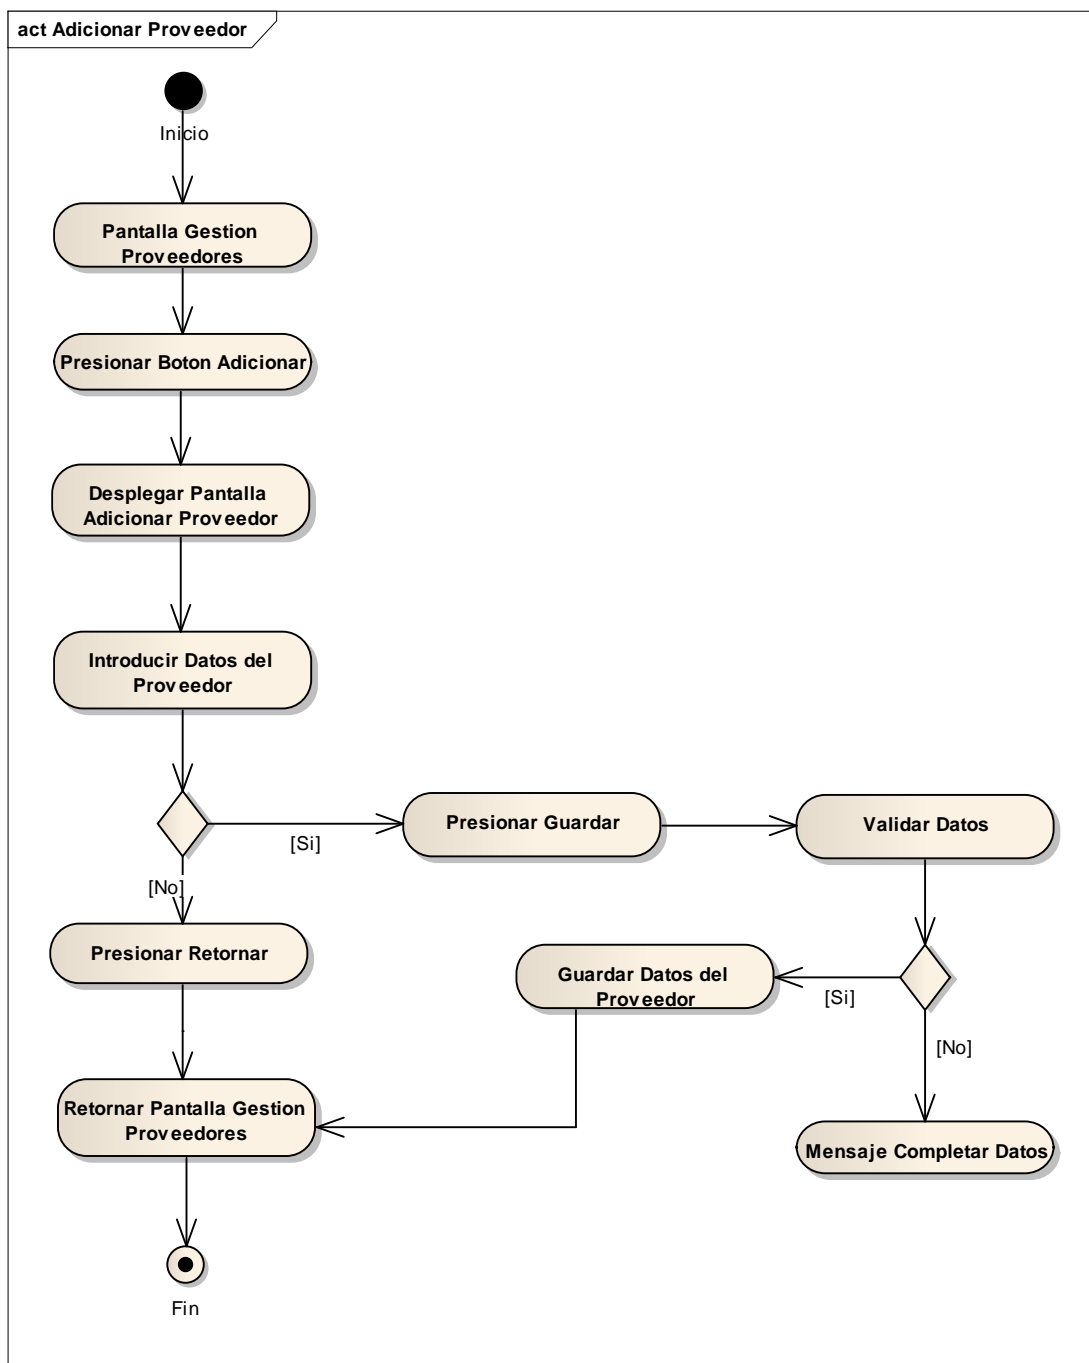 act Adicionar Proveedor
Inicio
Pantalla Gestion
Proveedores
Presionar Boton Adicionar
Desplegar Pantalla
Adicionar Proveedor
Introducir Datos del
Proveedor
[Si]
Presionar Guardar
Validar Datos
[No]
Presionar Retornar
Guardar Datos del
Proveedor
[Si]
[No]
Retornar Pantalla Gestion
Proveedores
Mensaje Completar Datos
Fin